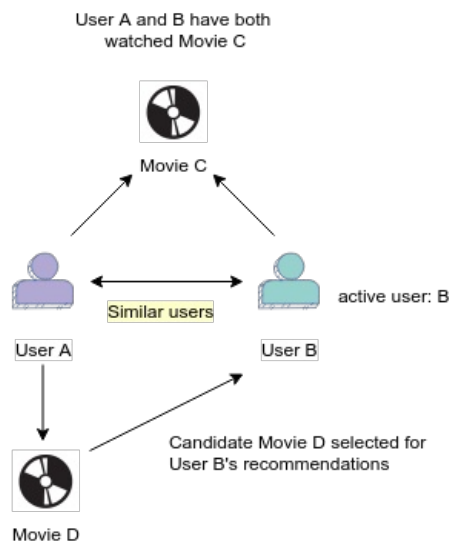 User A and B have both
watched Movie C
Movie C
Similar users
active user: B
User A
User B
Candidate Movie D selected for
User B's recommendations
Movie D